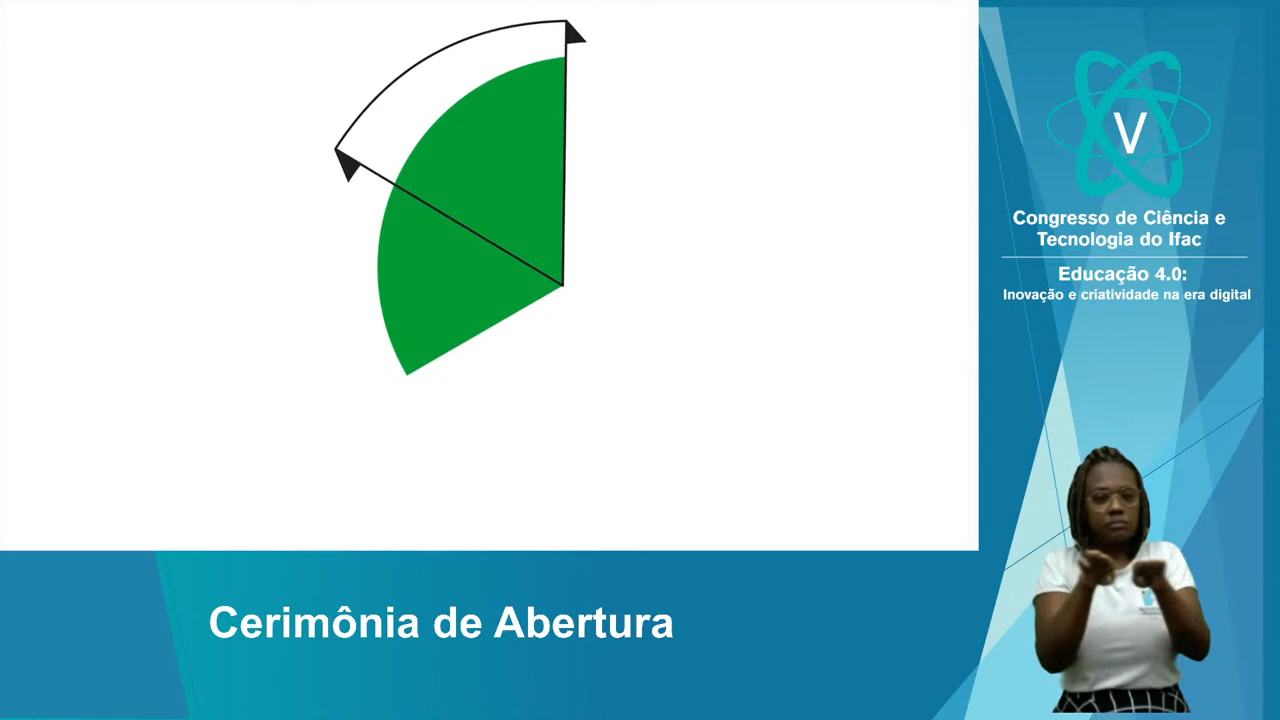 V
Congresso de Ciência e
Tecnologia do Ifac
Educação 4.0:
Inovação e criatividade na era digital
Cerimônia de Abertura